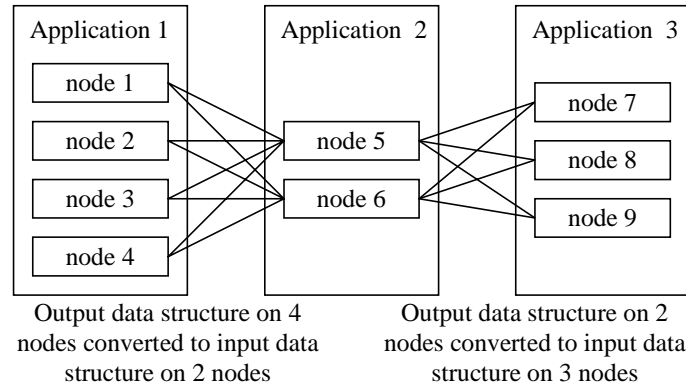 Application 1
node 1
node 2
node 3
node 4
Application 2
node 5
node 6
Application 3
node 7
node 8
node 9
Output data structure on 4
nodes converted to input data
structure on 2 nodes
Output data structure on 2
nodes converted to input data
structure on 3 nodes